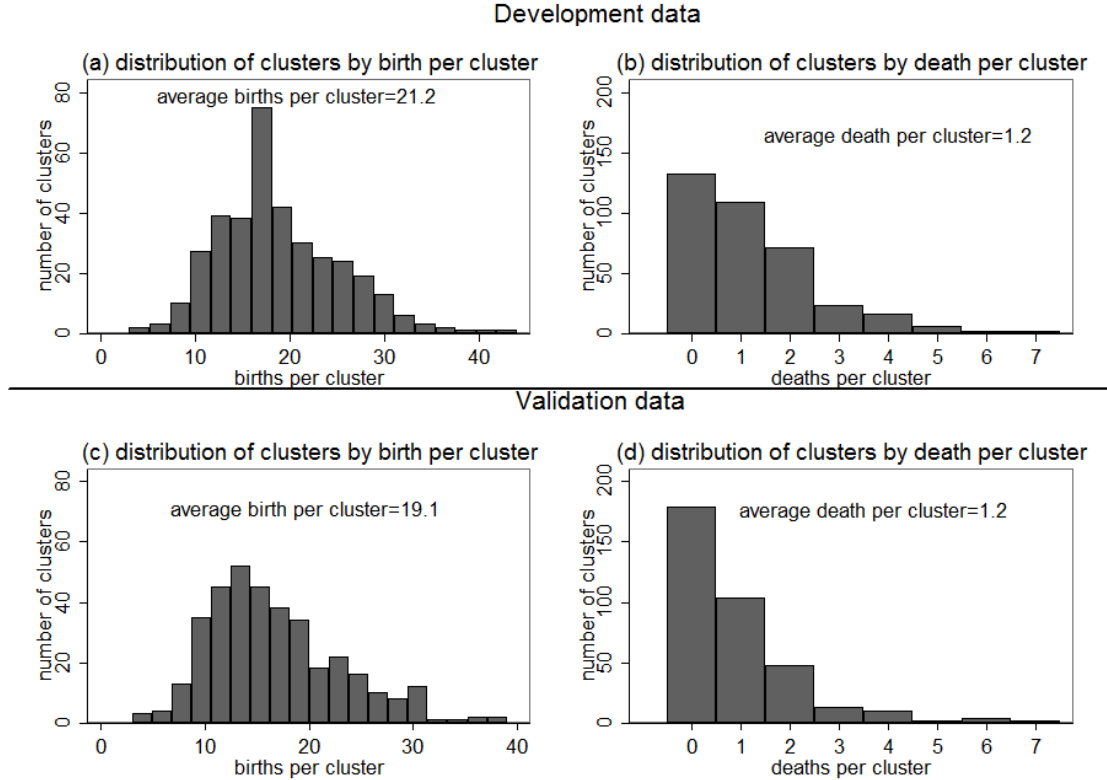 Development data
(a) distribution of clusters by birth per cluster
average births per cluster=21.2
number of clusters
0 20 40 60 80
0 10 20 30 40
births per cluster
(b) distribution of clusters by death per cluster
average death per cluster=1.2
number of clusters
0 50 100 150 200
0 1 2 3 4 5 6 7
deaths per cluster
Validation data
(c) distribution of clusters by birth per cluster
average birth per cluster=19.1
number of clusters
0 20 40 60 80
0 10 20 30 40
births per cluster
(d) distribution of clusters by death per cluster
average death per cluster=1.2
number of clusters
0 50 100 150 200
0 1 2 3 4 5 6 7
deaths per cluster